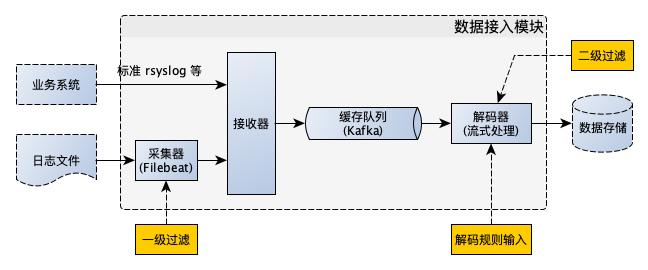 数据接入模块
二级过滤
标准 rsyslog 等
业务系统
接收器
缓存队列
(Kafka)
解码器
(流式处理)
数据存储
日志文件
采集器
(Filebeat)
一级过滤
解码规则输入